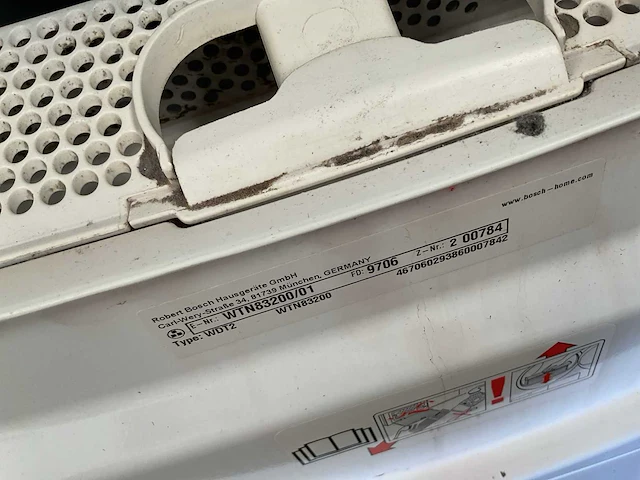 www.bosch-home.com
Robert Bosch Hausgeräte GmbH
Carl-Wery-Straße 34, 81739 München, GERMANY
E-Nr.: WTN83200/01 FD: 9706 Z-Nr.: 2 00784
Type: WDT2 WTN83200 467060293860007842